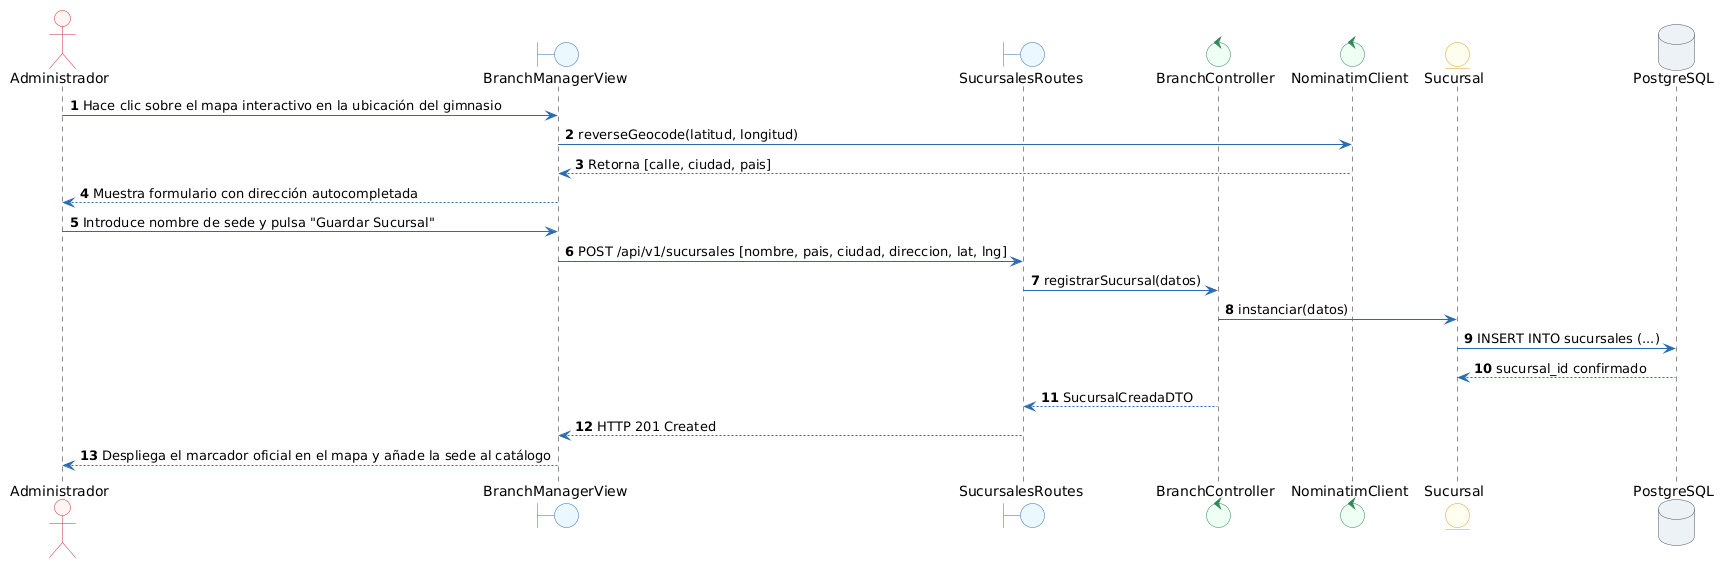 Administrador
BranchManagerView
SucursalesRoutes
BranchController
NominatimClient
Sucursal
PostgreSQL
1 Hace clic sobre el mapa interactivo en la ubicación del gimnasio
2 reverseGeocode(latitud, longitud)
3 Retorna [calle, ciudad, pais]
4 Muestra formulario con dirección autocompletada
5 Introduce nombre de sede y pulsa "Guardar Sucursal"
6 POST /api/v1/sucursales [nombre, pais, ciudad, direccion, lat, lng]
7 registrarSucursal(datos)
8 instanciar(datos)
9 INSERT INTO sucursales (...)
10 sucursal_id confirmado
11 SucursalCreadaDTO
12 HTTP 201 Created
13 Despliega el marcador oficial en el mapa y añade la sede al catálogo
Administrador
BranchManagerView
SucursalesRoutes
BranchController
NominatimClient
Sucursal
PostgreSQL